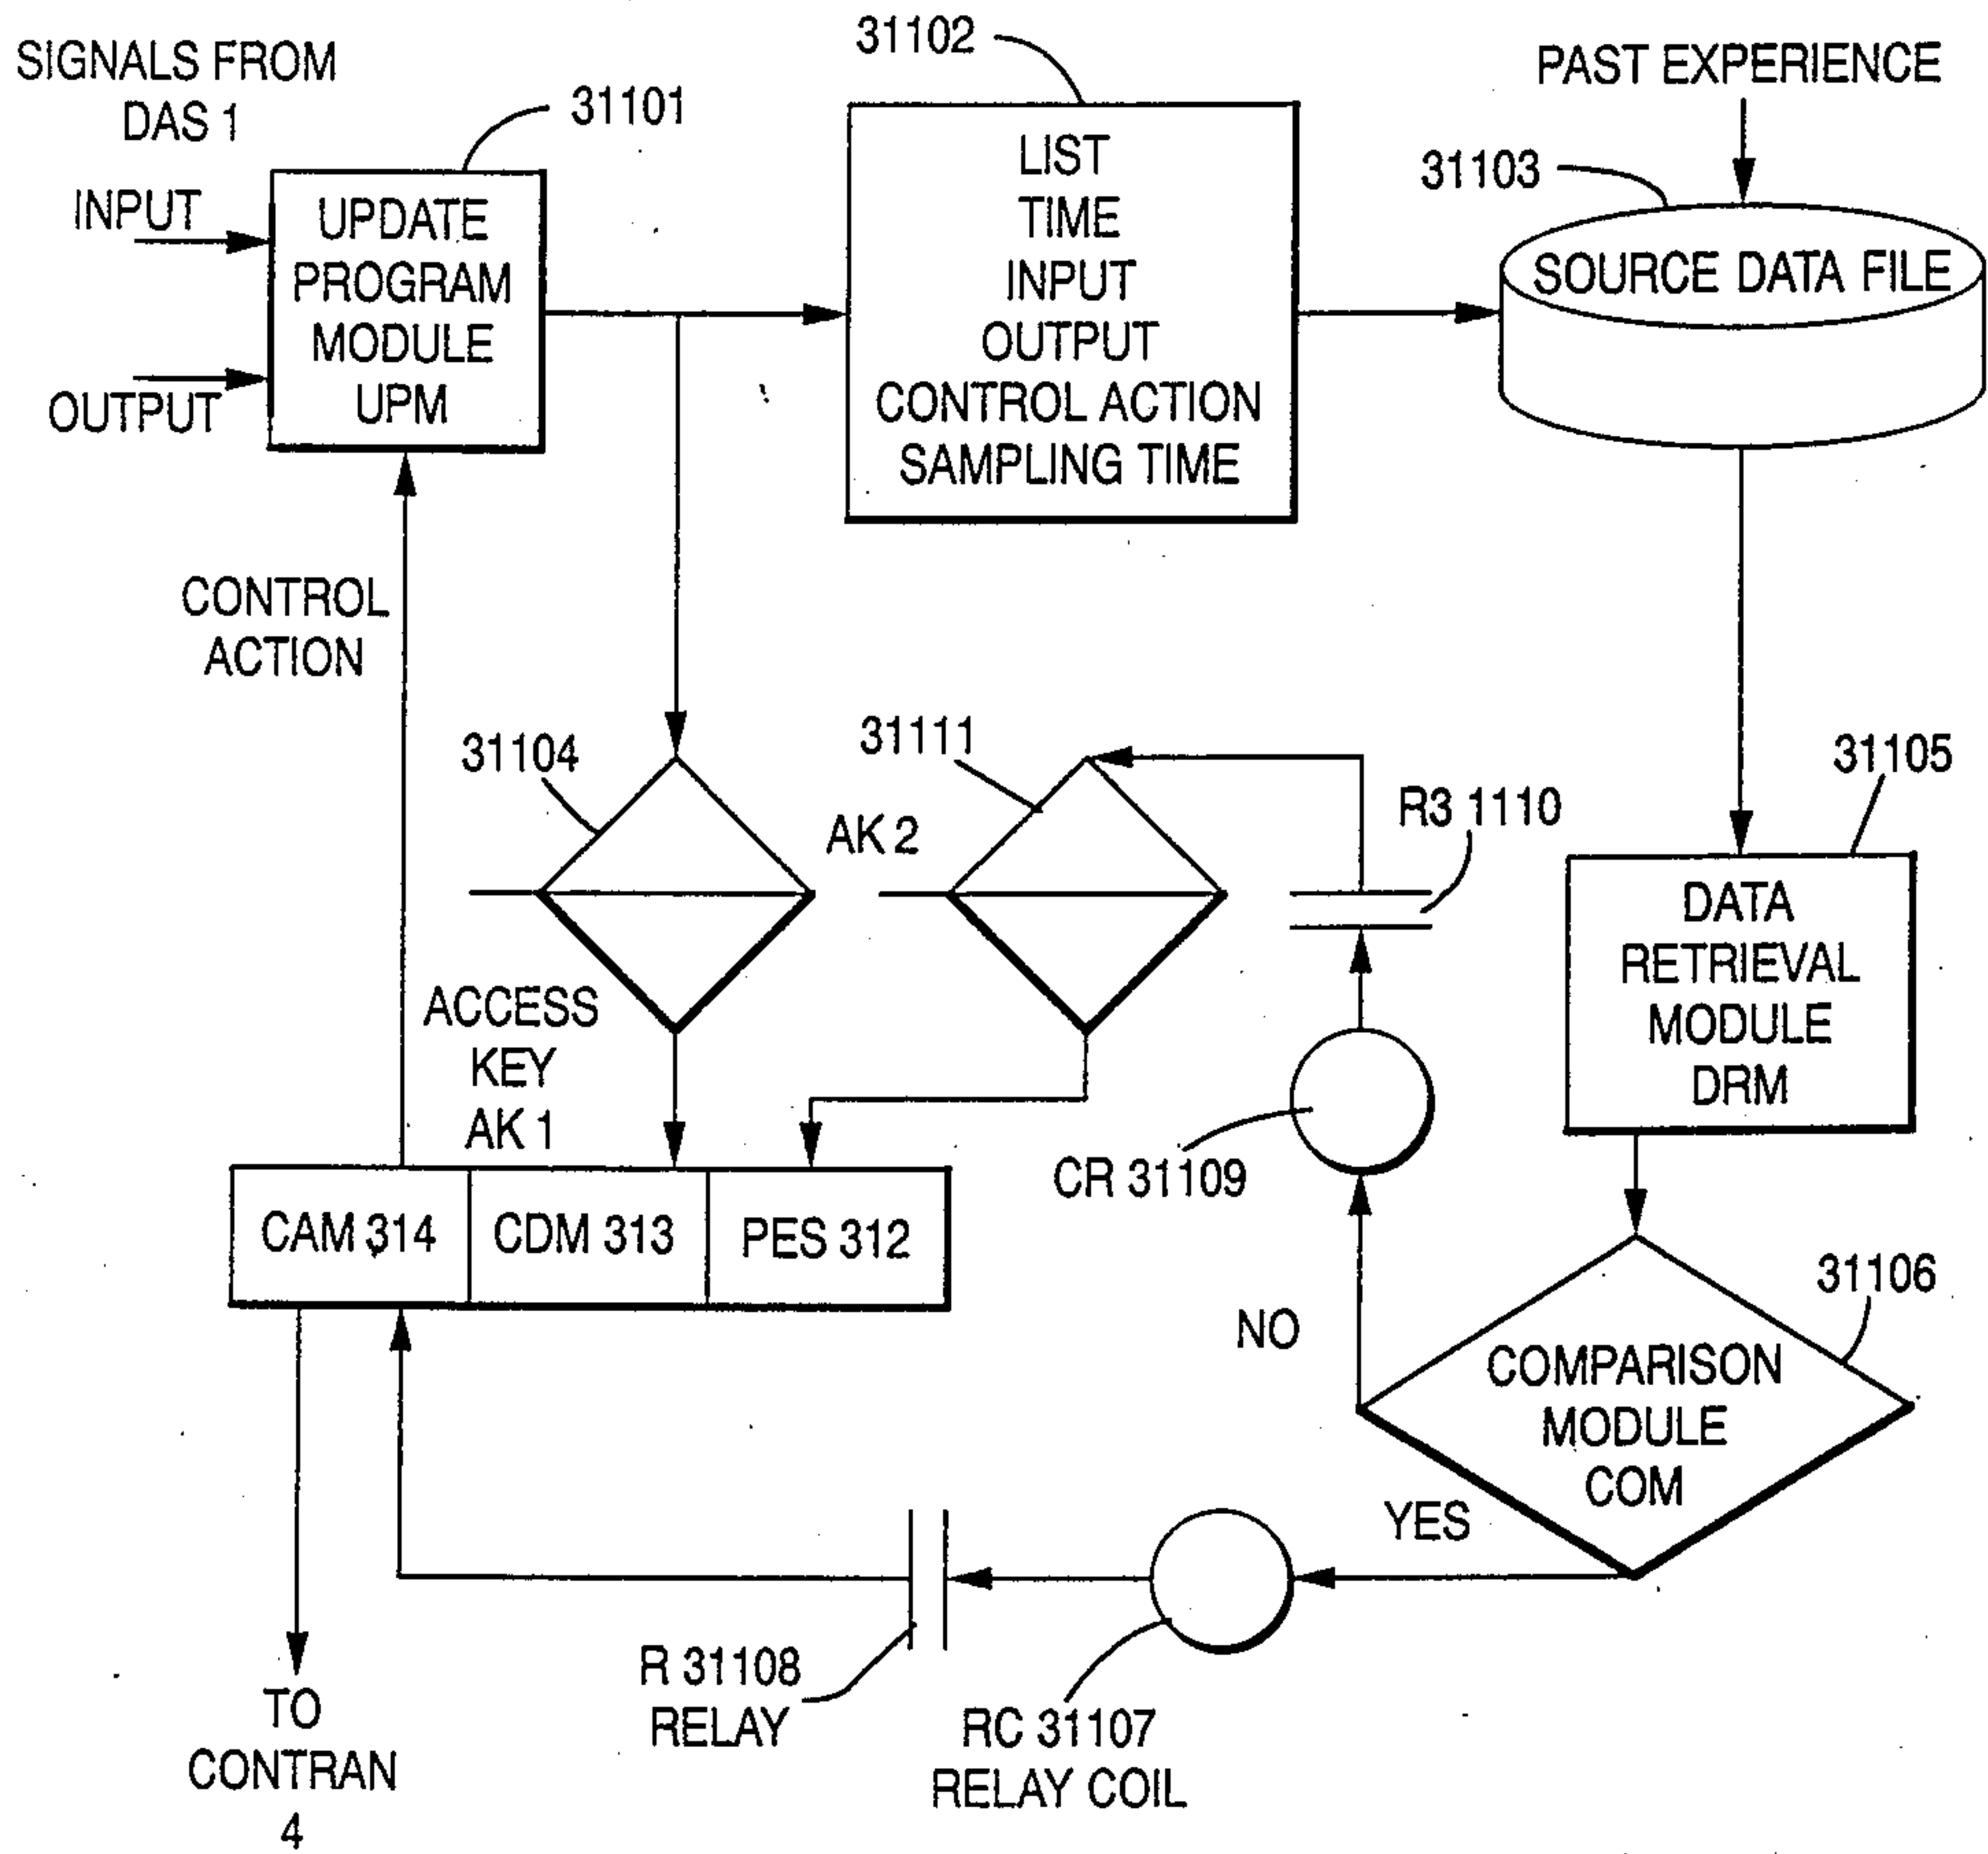 SIGNALS FROM
DAS 1
31101
31102
PAST EXPERIENCE
31103
INPUT
OUTPUT
UPDATE
PROGRAM
MODULE
UPM
LIST
TIME
INPUT
OUTPUT
CONTROL ACTION
SAMPLING TIME
SOURCE DATA FILE
CONTROL
ACTION
31104
31111
AK 2
R3 1110
31105
DATA
RETRIEVAL
MODULE
DRM
ACCESS
KEY
AK 1
CR 31109
CAM 314
CDM 313
PES 312
31106
NO
COMPARISON
MODULE
COM
YES
R 31108
RELAY
RC 31107
RELAY COIL
TO
CONTRAN
4